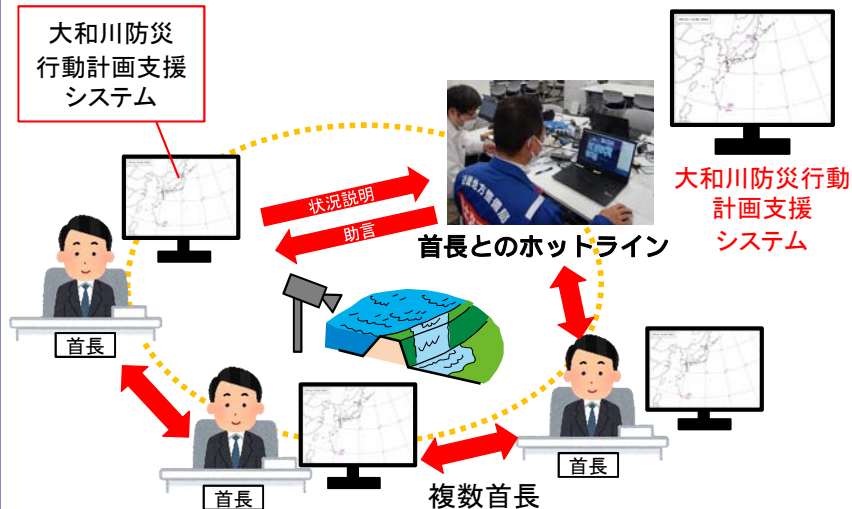 大和川防災
行動計画支援
システム
状況説明
助言
首長とのホットライン
大和川防災行動
計画支援
システム
首長
首長
首長
複数首長